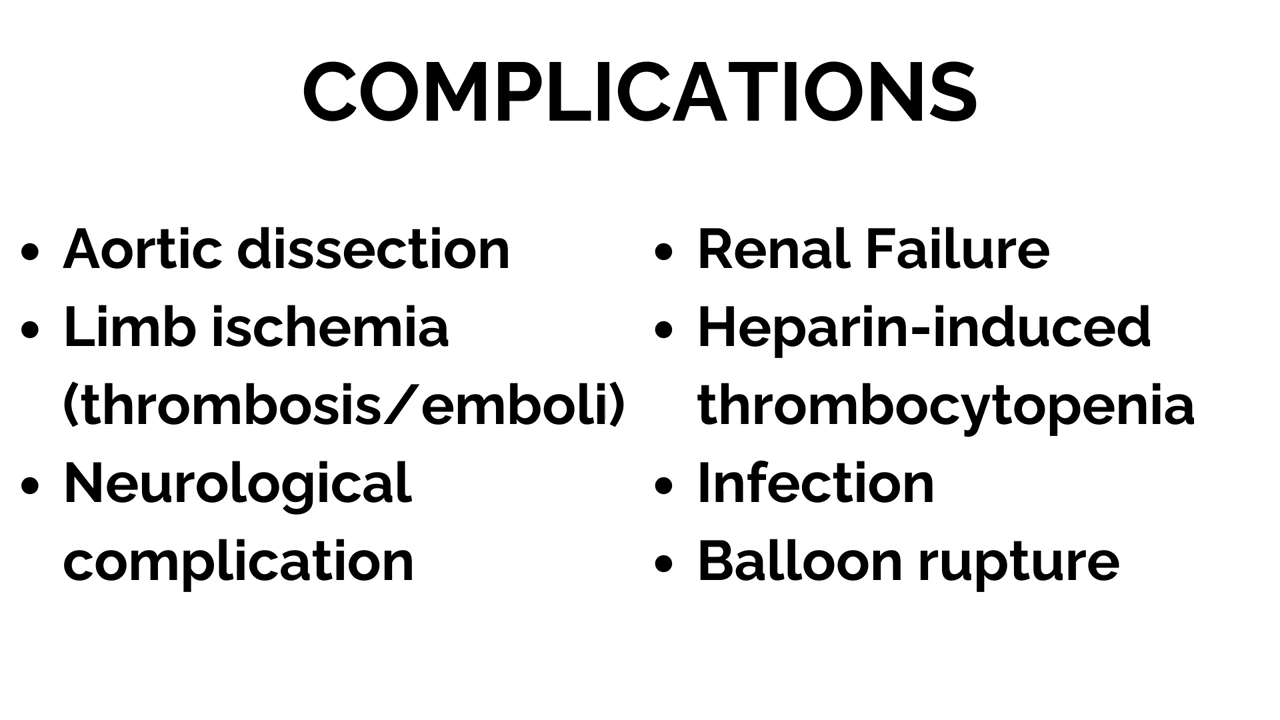 COMPLICATIONS
• Aortic dissection
• Limb ischemia
(thrombosis/emboli)
• Neurological
complication
• Renal Failure
• Heparin-induced
thrombocytopenia
• Infection
• Balloon rupture